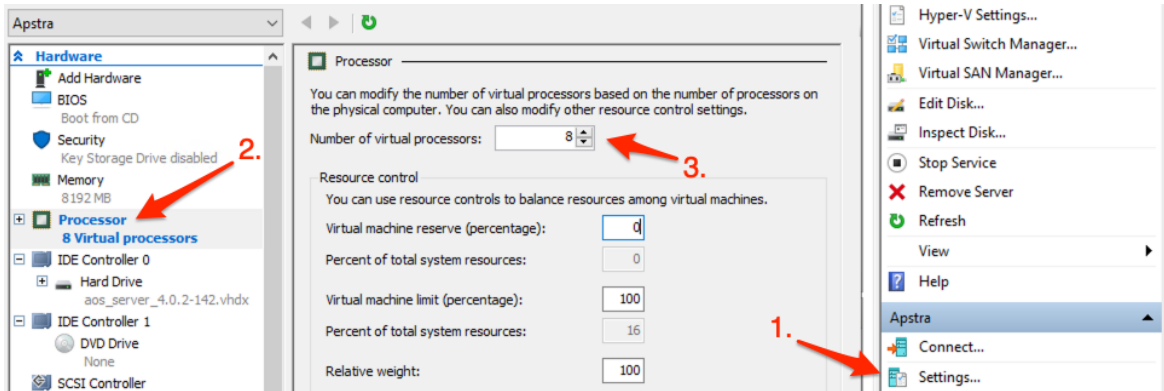 Apstra
Hardware
Add Hardware
BIOS
Boot from CD
Security
Key Storage Drive disabled
2.
Memory
8192 MB
Processor
8 Virtual processors
IDE Controller 0
Hard Drive
aos_server_4.0.2-142.vhdx
IDE Controller 1
DVD Drive
None
SCSI Controller
Processor
You can modify the number of virtual processors based on the number of processors on
the physical computer. You can also modify other resource control settings.
Number of virtual processors: 8
3.
Resource control
You can use resource controls to balance resources among virtual machines.
Virtual machine reserve (percentage): 0
Percent of total system resources: 0
Virtual machine limit (percentage): 100
Percent of total system resources: 16
Relative weight: 100
Hyper-V Settings...
Virtual Switch Manager...
Virtual SAN Manager...
Edit Disk...
Inspect Disk...
Stop Service
Remove Server
Refresh
View
Help
Apstra
1.
Connect...
Settings...